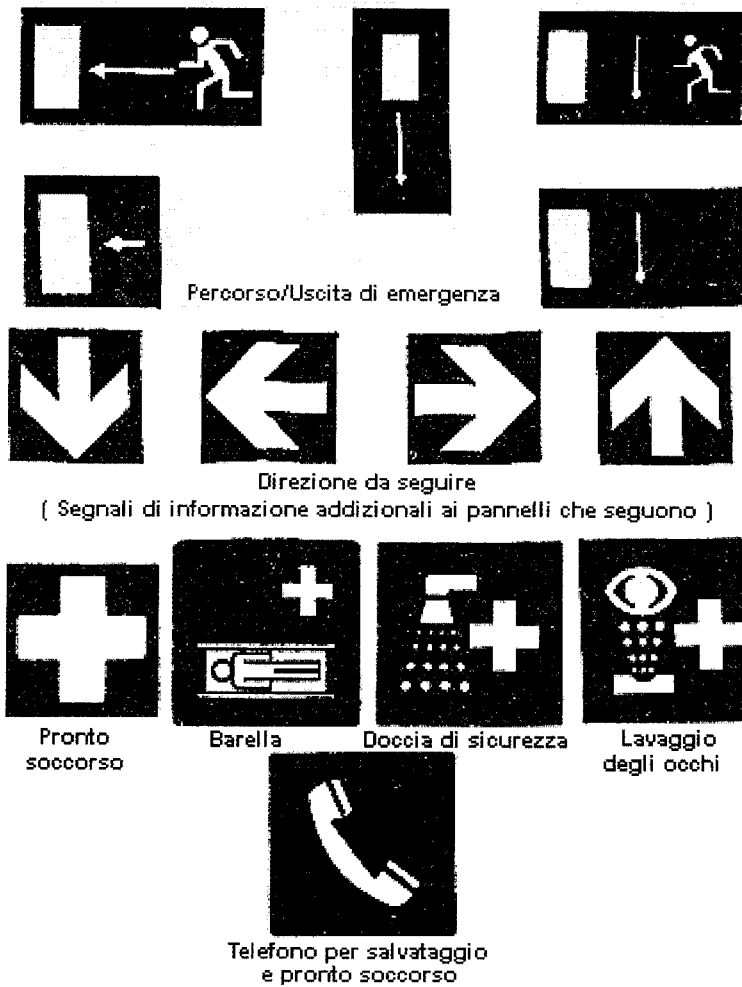 Percorso/Uscita di emergenza
Direzione da seguire
( Segnali di informazione addizionali ai pannelli che seguono )
Pronto
soccorso
Barella
Doccia di sicurezza
Lavaggio
degli occhi
Telefono per salvataggio
e pronto soccorso